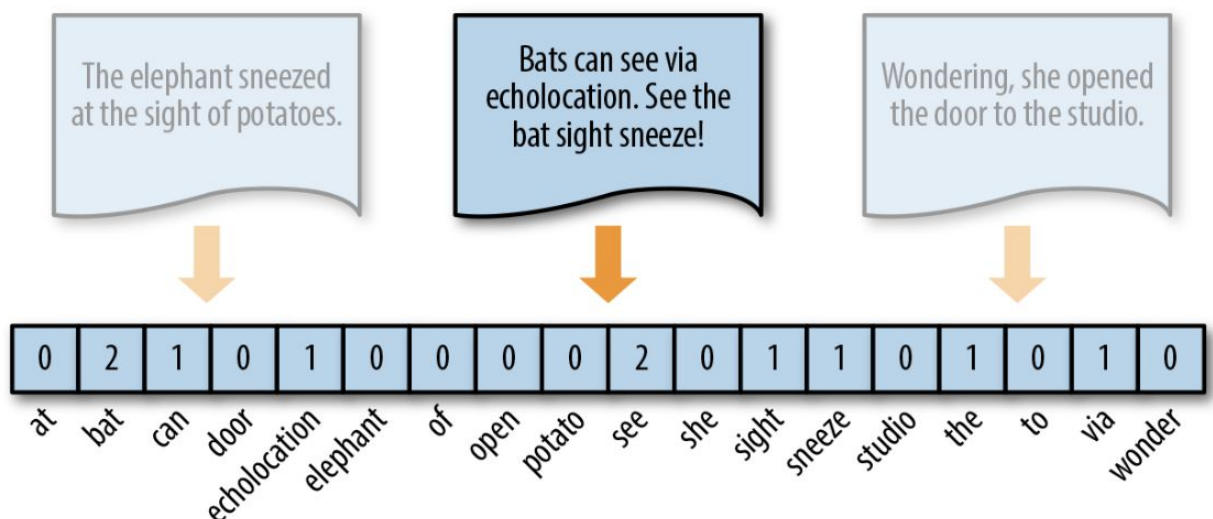 The elephant sneezed
at the sight of potatoes.
Bats can see via
echolocation. See the
bat sight sneeze!
Wondering, she opened
the door to the studio.
0 2 1 0 1 0 0 0 0 2 0 1 1 0 1 0 1 0
at bat can door echolocation elephant of open potato see she sight sneeze studio the to via wonder